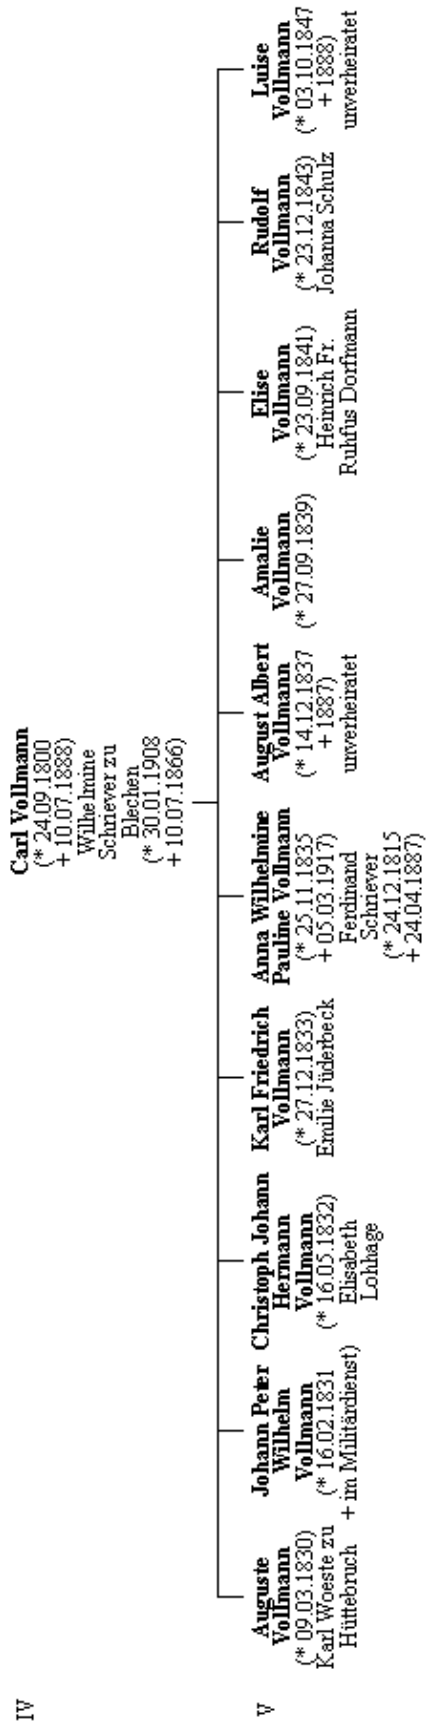 IV
Carl Vollmann
(* 24.09.1800
+ 10.07.1888)
Wilhelmine
Schriever zu
Blechen
(* 30.01.1908
+ 10.07.1866)
V
Auguste
Vollmann
(* 09.03.1830)
Karl Woeste zu
Hüttebruch
Johann Peter
Wilhelm
Vollmann
(* 16.02.1831
+ im Militärdienst)
Christoph Johann
Hermann
Vollmann
(* 16.05.1832)
Elisabeth
Lohhage
Karl Friedrich
Vollmann
(* 27.12.1833)
Emilie Jüderbeck
Anna Wilhelmine
Pauline Vollmann
(* 25.11.1835
+ 05.03.1917)
Ferdinand
Schriever
(* 24.12.1815
+ 24.04.1887)
August Albert
Vollmann
(* 14.12.1837
+ 1887)
unverheiratet
Amalie
Vollmann
(* 27.09.1839)
Elise
Vollmann
(* 23.09.1841)
Heinrich Fr.
Ruhfus Dorfmann
Rudolf
Vollmann
(* 23.12.1843)
Johanna Schulz
Luise
Vollmann
(* 03.10.1847
+ 1888)
unverheiratet